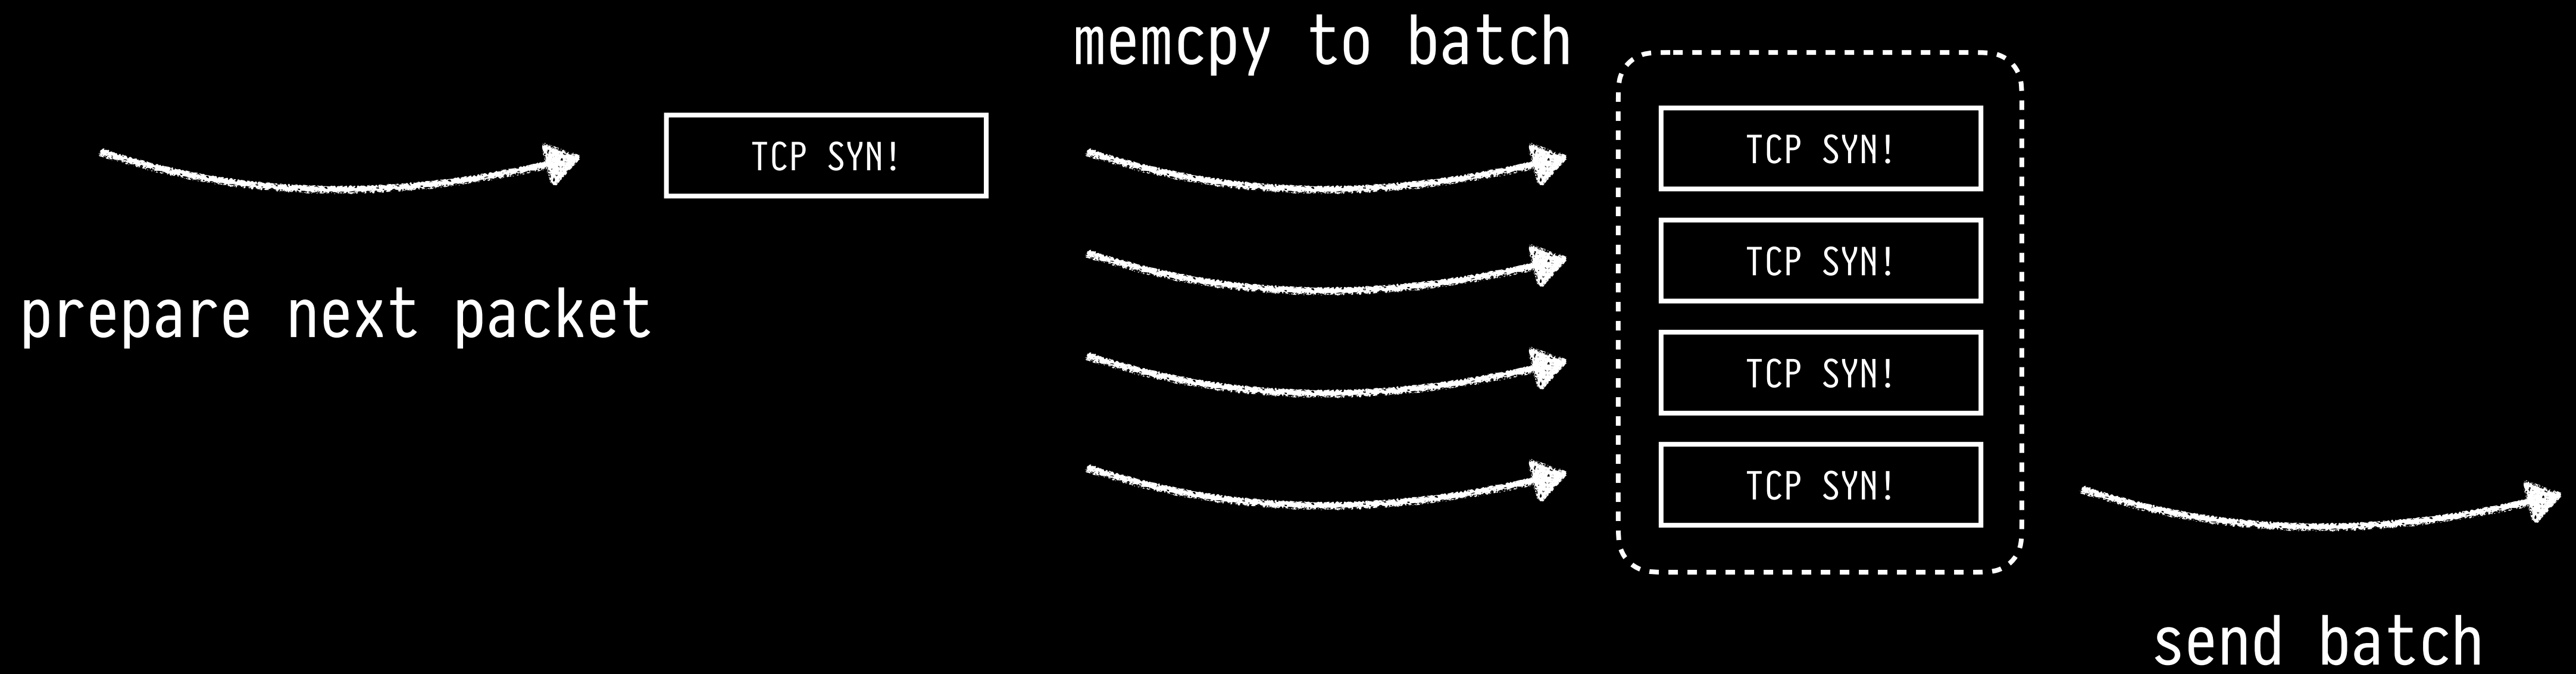 memcpy to batch
TCP SYN!
prepare next packet
TCP SYN!
TCP SYN!
TCP SYN!
TCP SYN!
send batch